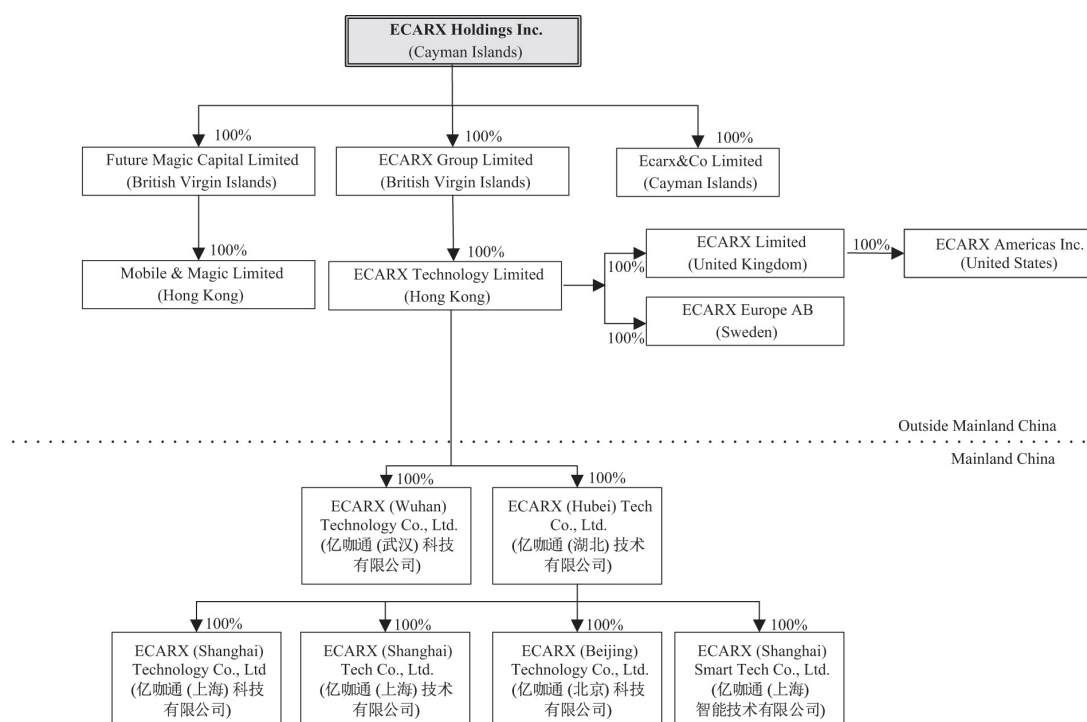 ECARX Holdings Inc.
(Cayman Islands)
100%
100%
100%
Future Magic Capital Limited
(British Virgin Islands)
ECARX Group Limited
(British Virgin Islands)
Ecarx&Co Limited
(Cayman Islands)
100%
100%
Mobile & Magic Limited
(Hong Kong)
ECARX Technology Limited
(Hong Kong)
100%
ECARX Limited
(United Kingdom)
100%
ECARX Americas Inc.
(United States)
100%
ECARX Europe AB
(Sweden)
Outside Mainland China
Mainland China
100%
100%
ECARX (Wuhan)
Technology Co., Ltd.
(亿咖通 (武汉) 科技
有限公司)
ECARX (Hubei) Tech
Co., Ltd.
(亿咖通 (湖北) 技术
有限公司)
100%
100%
100%
100%
ECARX (Shanghai)
Technology Co., Ltd
(亿咖通 (上海) 科技
有限公司)
ECARX (Shanghai)
Tech Co., Ltd.
(亿咖通 (上海) 技术
有限公司)
ECARX (Beijing)
Technology Co., Ltd.
(亿咖通 (北京) 科技
有限公司)
ECARX (Shanghai)
Smart Tech Co., Ltd.
(亿咖通 (上海)
智能技术有限公司)